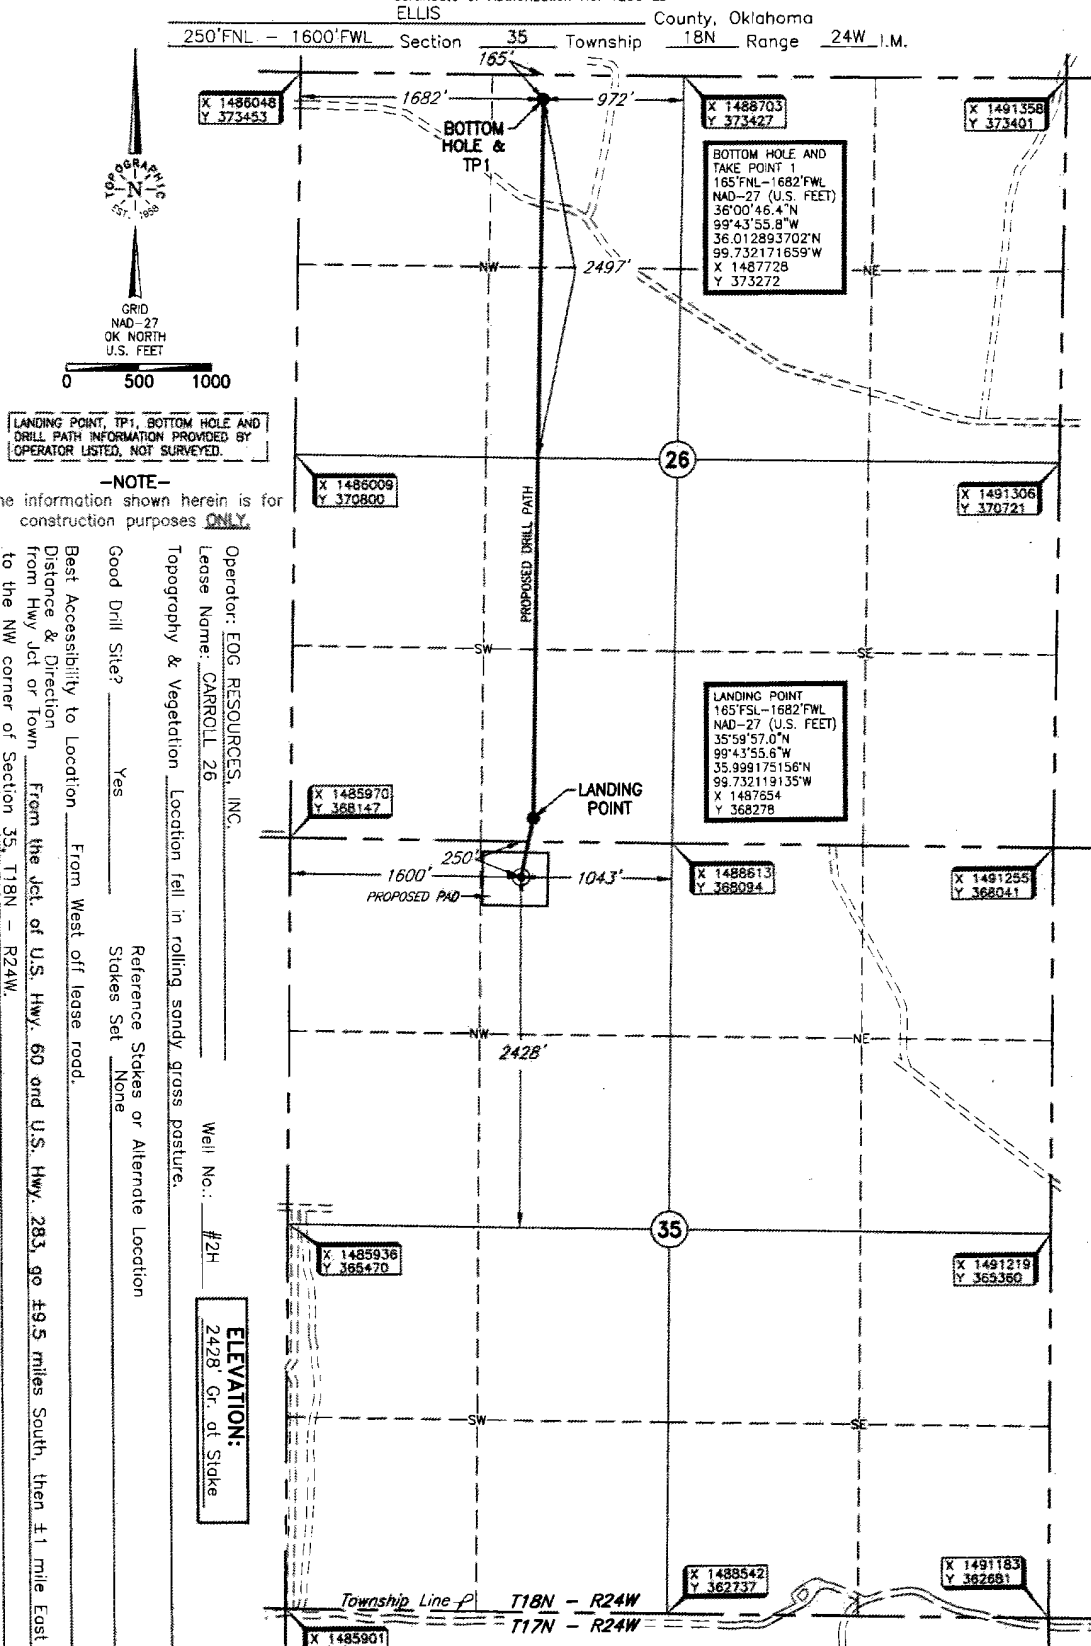 ELLIS County, Oklahoma
250'FNL - 1600'FWL Section 35 Township 18N Range 24W I.M.
165'
X 1486048
Y 373453
1682'
972'
X 1488703
Y 373427
X 1491358
Y 373401
BOTTOM
HOLE &
TP1
TOPOGRAPHIC
N
EST. 1958
BOTTOM HOLE AND
TAKE POINT 1
165'FNL-1682'FWL
NAD-27 (U.S. FEET)
36°00'46.4"N
99°43'55.8"W
36.012893702°N
99.732171659°W
X 1487728
Y 373272
NW
2497'
NE
GRID
NAD-27
OK NORTH
U.S. FEET
0 500 1000
LANDING POINT, TP1, BOTTOM HOLE AND
DRILL PATH INFORMATION PROVIDED BY
OPERATOR LISTED, NOT SURVEYED.
26
-NOTE-
he information shown herein is for
construction purposes ONLY.
X 1486009
Y 370800
X 1491306
Y 370721
PROPOSED DRILL PATH
SW
SE
LANDING POINT
165'FSL-1682'FWL
NAD-27 (U.S. FEET)
35°59'57.0"N
99°43'55.6"W
35.999175156°N
99.732119135°W
X 1487654
Y 368278
X 1485970
Y 368147
LANDING
POINT
250'
1600'
1043'
PROPOSED PAD
X 1488613
Y 368094
X 1491255
Y 368041
NW
NE
2428'
35
X 1485936
Y 365470
X 1491219
Y 365360
SW
SE
X 1488542
Y 362737
X 1491183
Y 362681
Township Line
T18N - R24W
T17N - R24W
X 1485901
Operator: EOG RESOURCES, INC.
Lease Name: CARROLL 26 Well No.: #2H
ELEVATION:
2428' Gr. at Stake
Topography & Vegetation Location fell in rolling sandy grass pasture.
Good Drill Site? Yes
Reference Stakes or Alternate Location
Stakes Set None
Best Accessibility to Location From West off lease road.
Distance & Direction
from Hwy Jct or Town From the Jct. of U.S. Hwy. 60 and U.S. Hwy. 283, go ±9.5 miles South, then ±1 mile East
to the NW corner of Section 35, T18N - R24W.